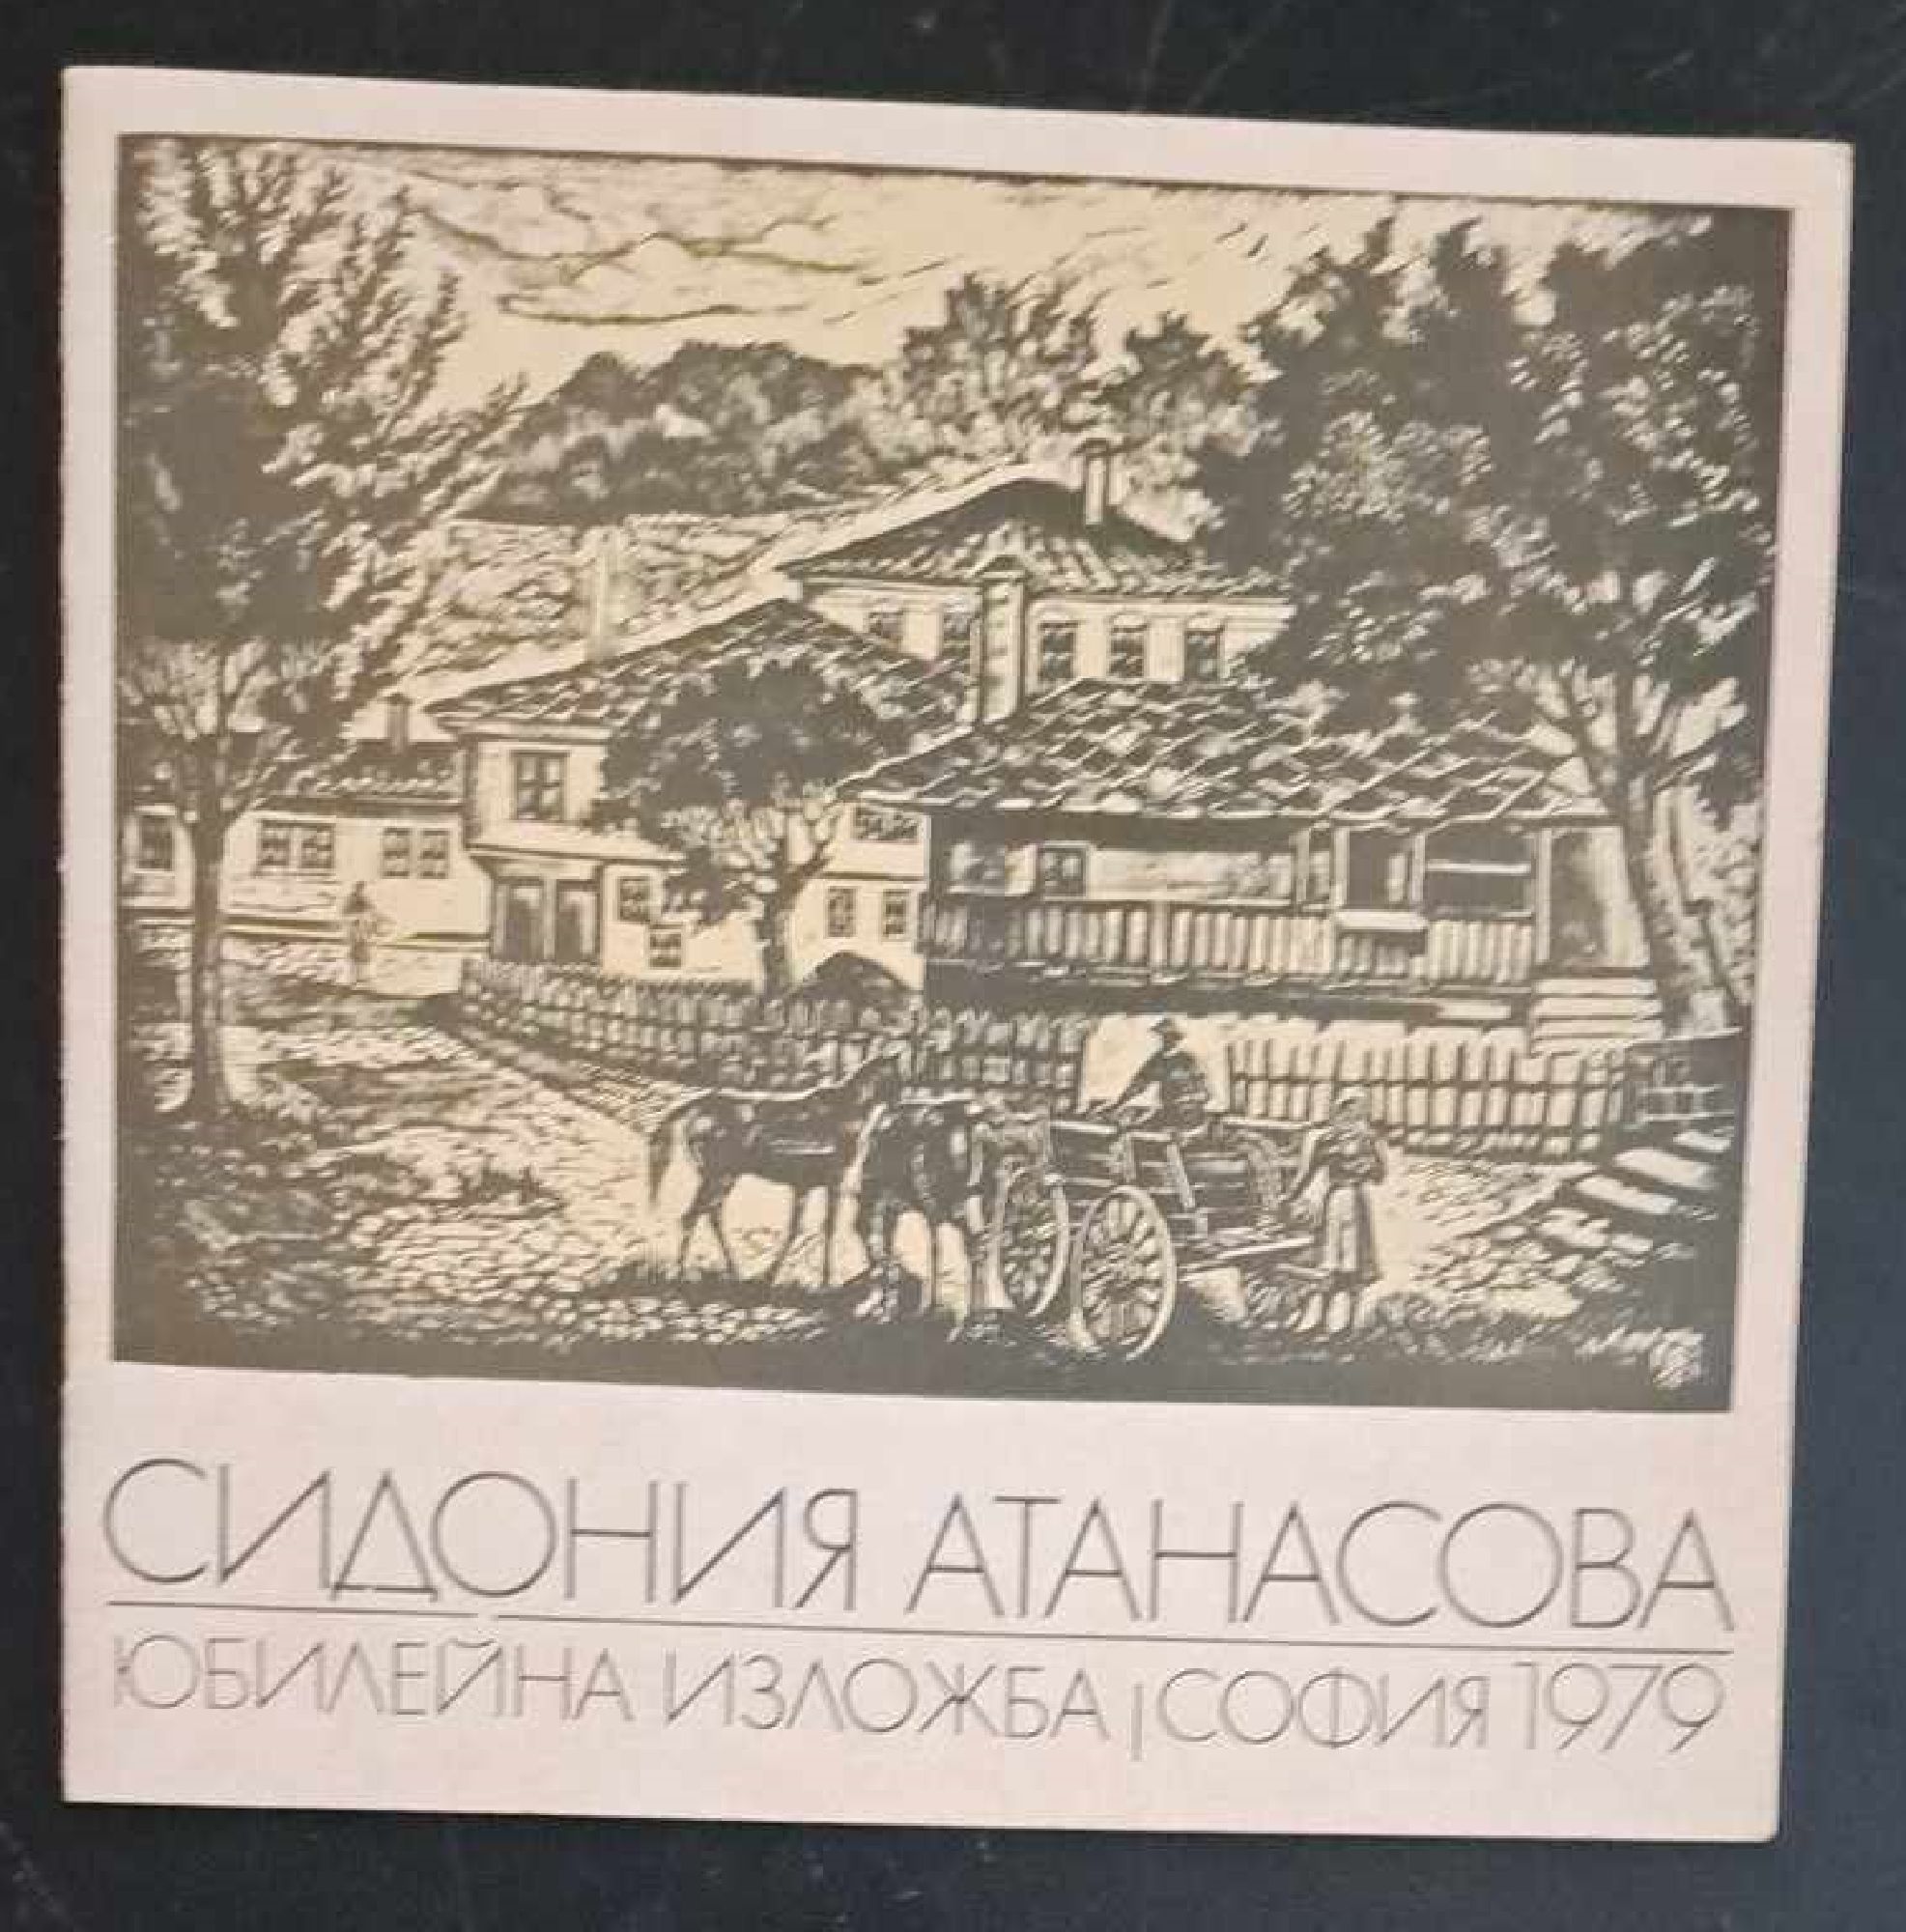 СИДОНИЯ АТАНАСОВА
ЮБИЛЕЙНА ИЗЛОЖБА | СОФИЯ 1979